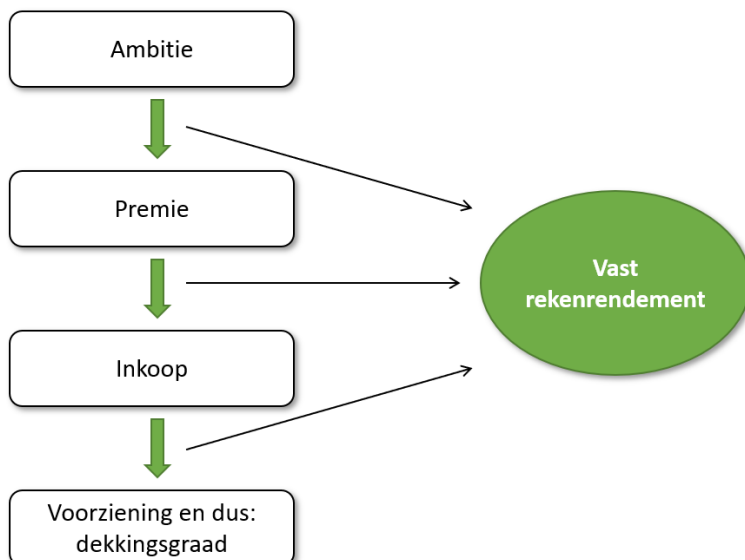 Ambitie
Premie
Vast
rekenrendement
Inkoop
Voorziening en dus:
dekkingsgraad